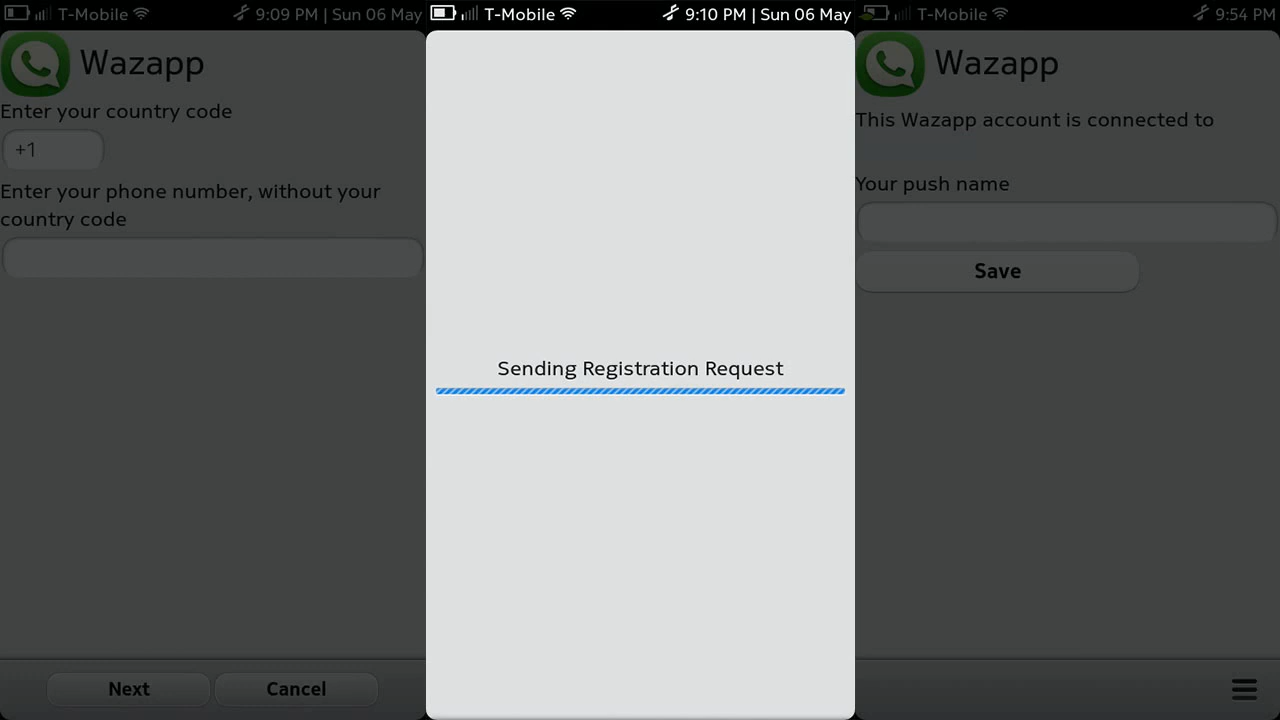 T-Mobile 9:09 PM | Sun 06 May
Wazapp
Enter your country code
+1
Enter your phone number, without your
country code
Next Cancel
T-Mobile 9:10 PM | Sun 06 May
Sending Registration Request
T-Mobile 9:54 PM
Wazapp
This Wazapp account is connected to
Your push name
Save